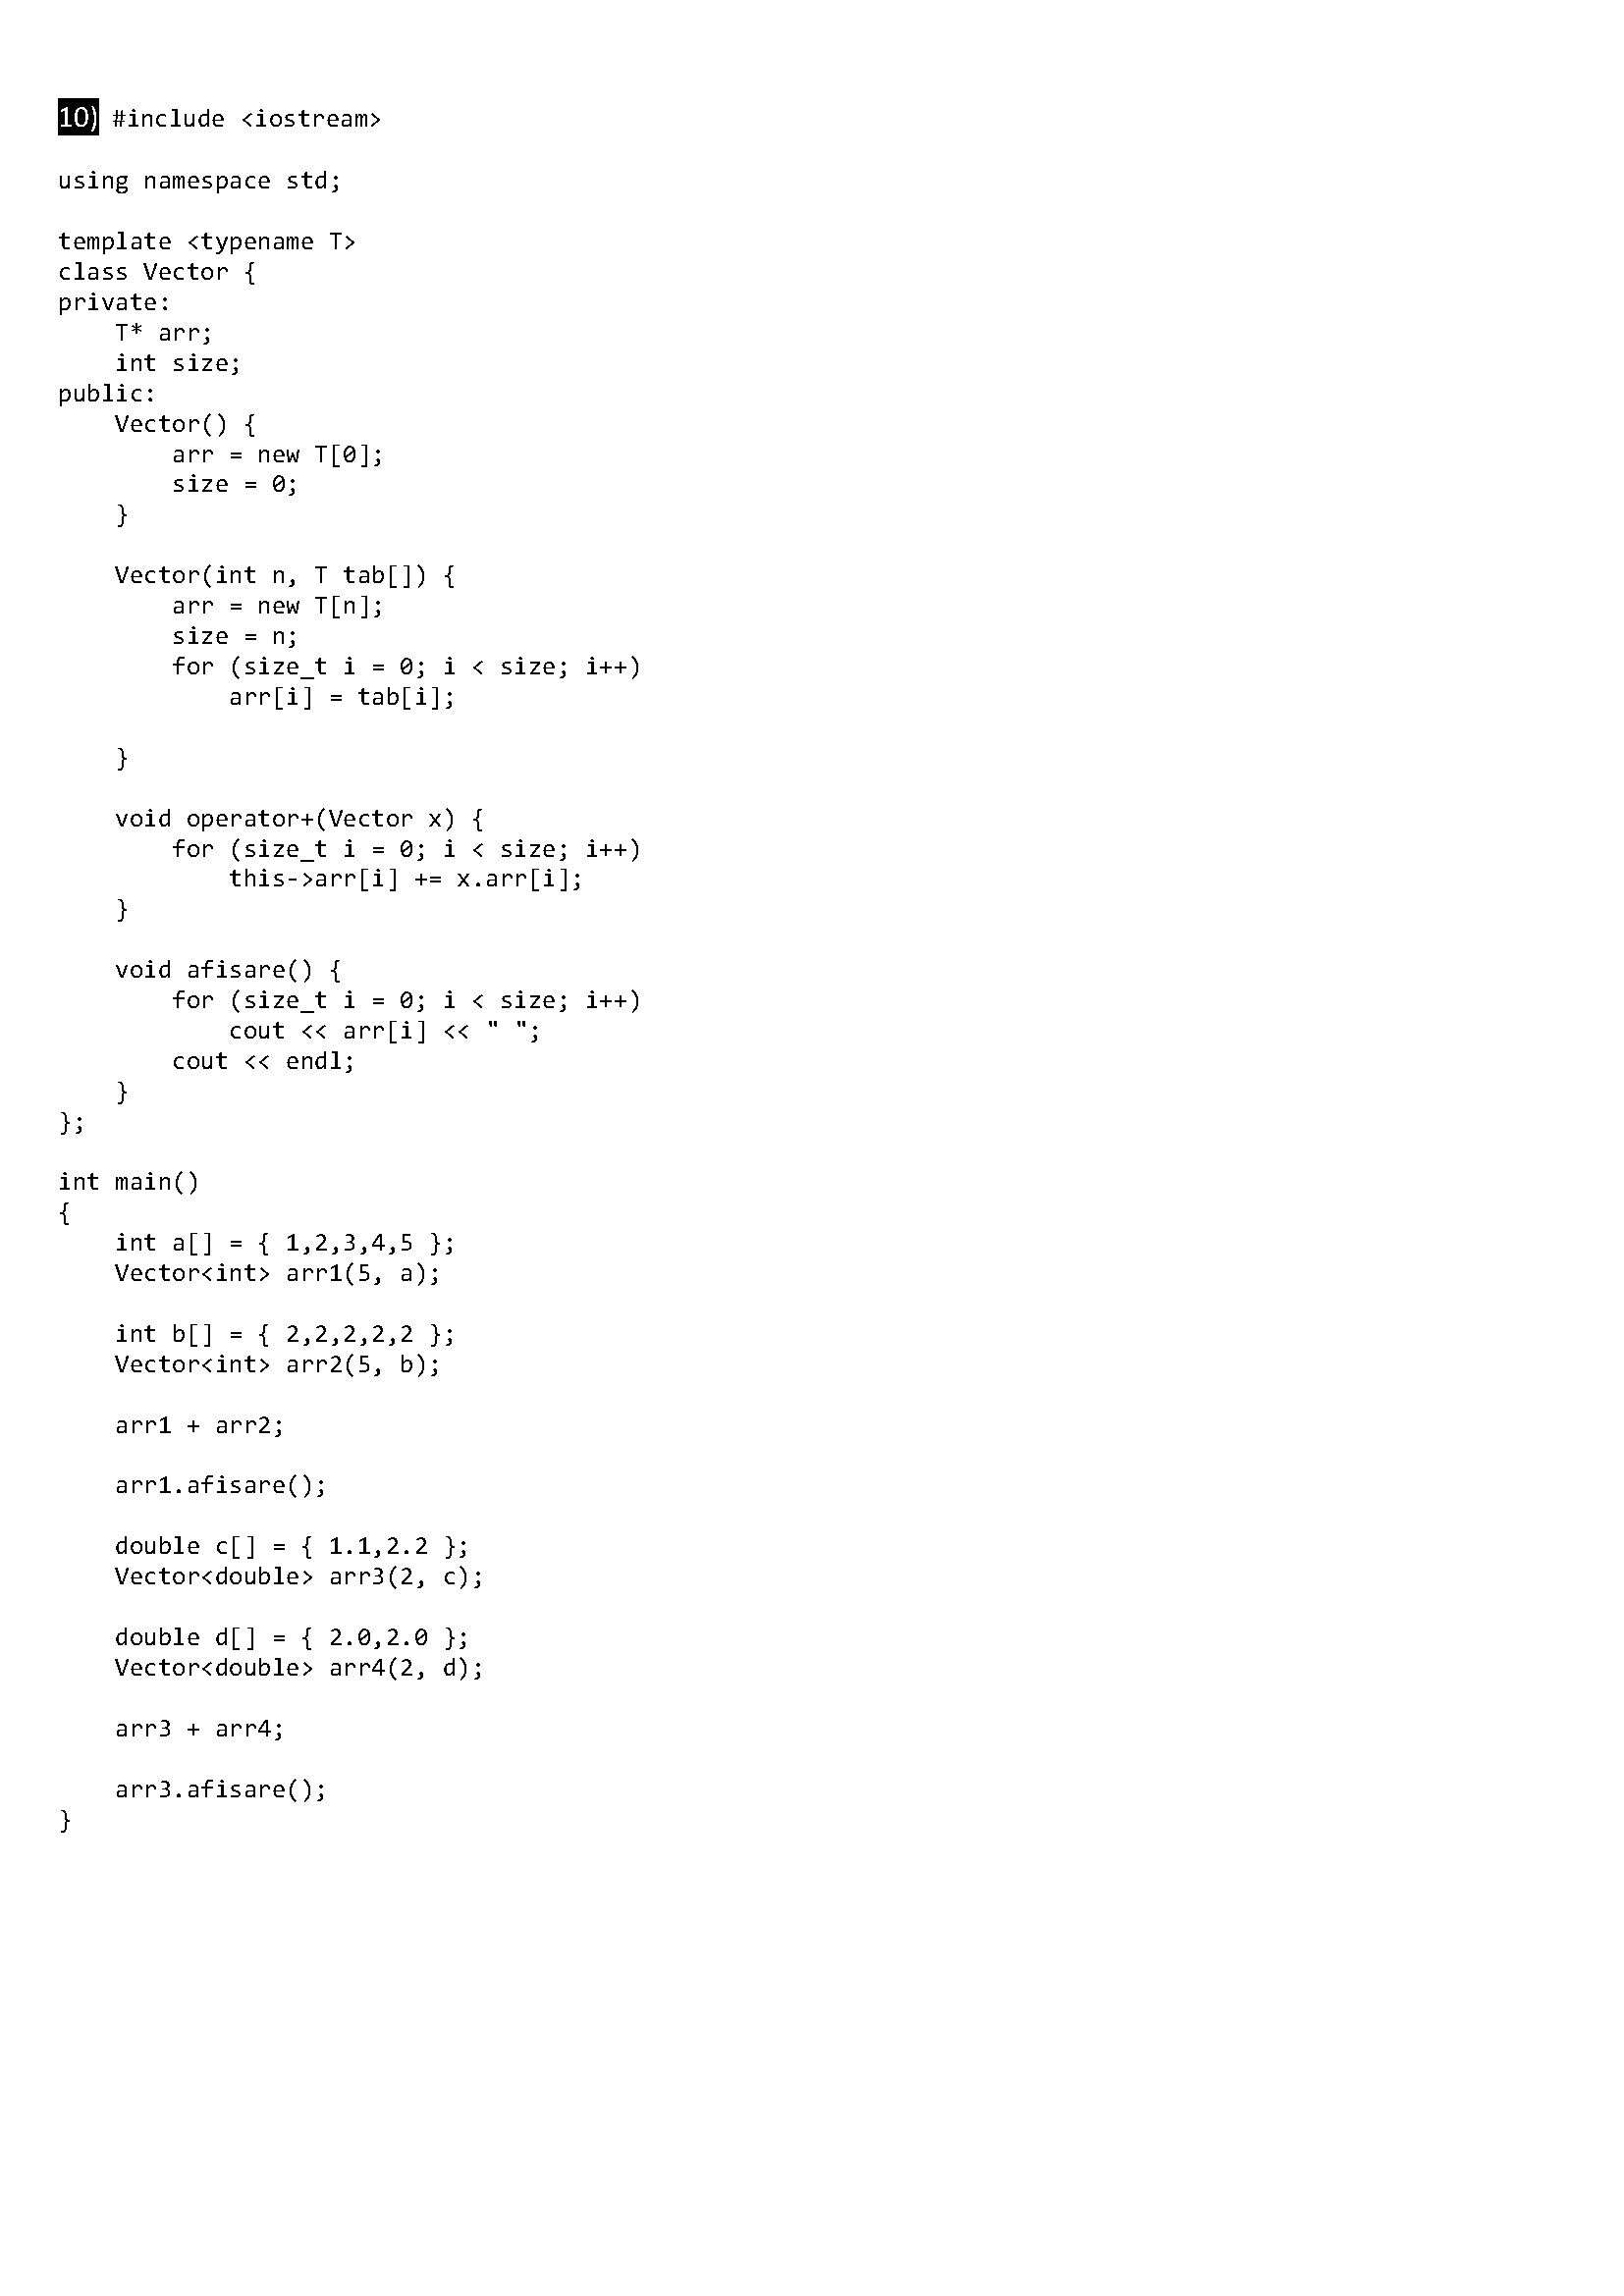 10) #include <iostream>
using namespace std;
template <typename T>
class Vector {
private:
    T* arr;
    int size;
public:
    Vector() {
        arr = new T[0];
        size = 0;
    }
    Vector(int n, T tab[]) {
        arr = new T[n];
        size = n;
        for (size_t i = 0; i < size; i++)
            arr[i] = tab[i];
    }
    void operator+(Vector x) {
        for (size_t i = 0; i < size; i++)
            this->arr[i] += x.arr[i];
    }
    void afisare() {
        for (size_t i = 0; i < size; i++)
            cout << arr[i] << " ";
        cout << endl;
    }
};
int main()
{
    int a[] = { 1,2,3,4,5 };
    Vector<int> arr1(5, a);
    int b[] = { 2,2,2,2,2 };
    Vector<int> arr2(5, b);
    arr1 + arr2;
    arr1.afisare();
    double c[] = { 1.1,2.2 };
    Vector<double> arr3(2, c);
    double d[] = { 2.0,2.0 };
    Vector<double> arr4(2, d);
    arr3 + arr4;
    arr3.afisare();
}